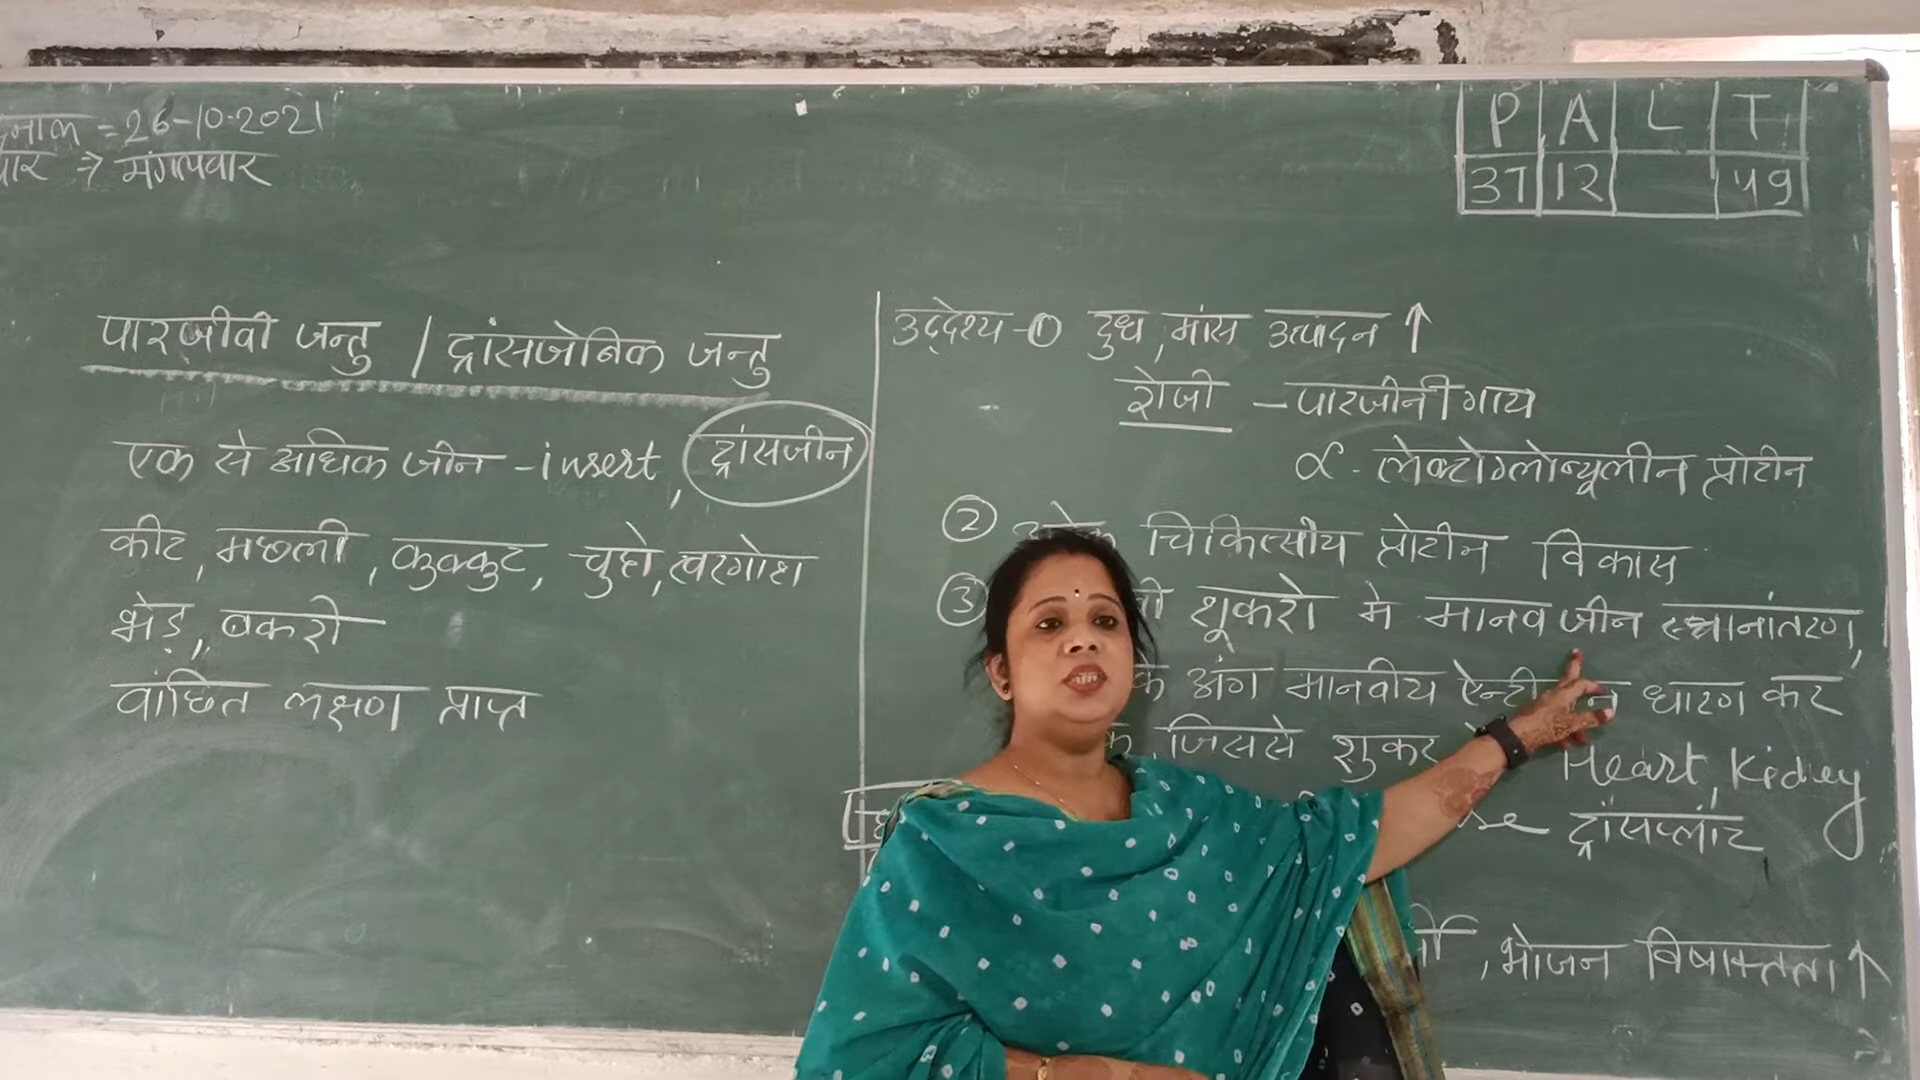 = 26-10-2021
वार → मंगलवार
P A L T
37 12 49
पारजीवी जन्तु / ट्रांसजेनिक जन्तु
एक से अधिक जीन - insert, ट्रांसजीन
कीट, मछली, कुक्कुट, चुहो, खरगोश
भेड़, बकरी
वांछित लक्षण प्राप्त
उद्देश्य - ① दुध, मांस उत्पादन ↑
रोजी - पारजीनी गाय
α - लेक्टोग्लोब्यूलीन प्रोटीन
② चिकित्सीय प्रोटीन विकास
③ शूकरो मे मानव जीन स्थानांतरण,
अंग मानवीय धारण कर
जिससे शुकर Heart, Kidney
ट्रांसप्लांट
, भोजन विषाक्तता ↑